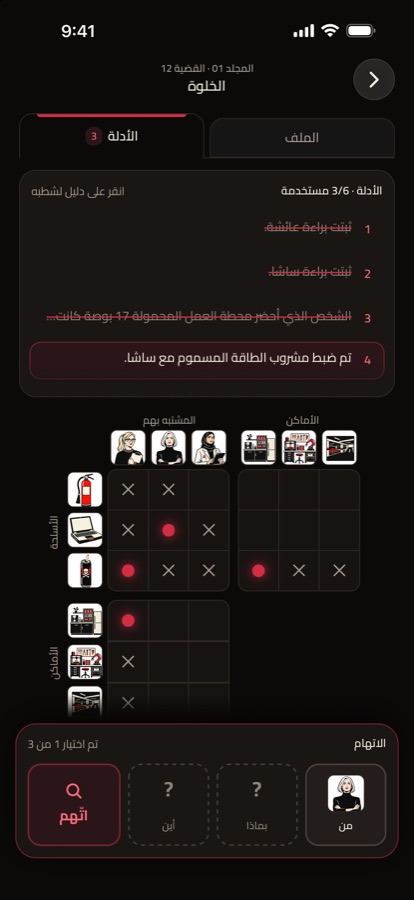 9:41
المجلد 01 · القضية 12
الخلوة
الملف
الأدلة 3
الأدلة · 3/6 مستخدمة
انقر على دليل لشطبه
1 ثبتت براءة عائشة.
2 ثبتت براءة ساشا.
3 الشخص الذي أحضر محطة العمل المحمولة 17 بوصة كانت...
4 تم ضبط مشروب الطاقة المسموم مع ساشا.
الأماكن
المشتبه بهم
الأسلحة
الأماكن
الاتهام
تم اختيار 1 من 3
من
?
بماذا
?
أين
اتّهم